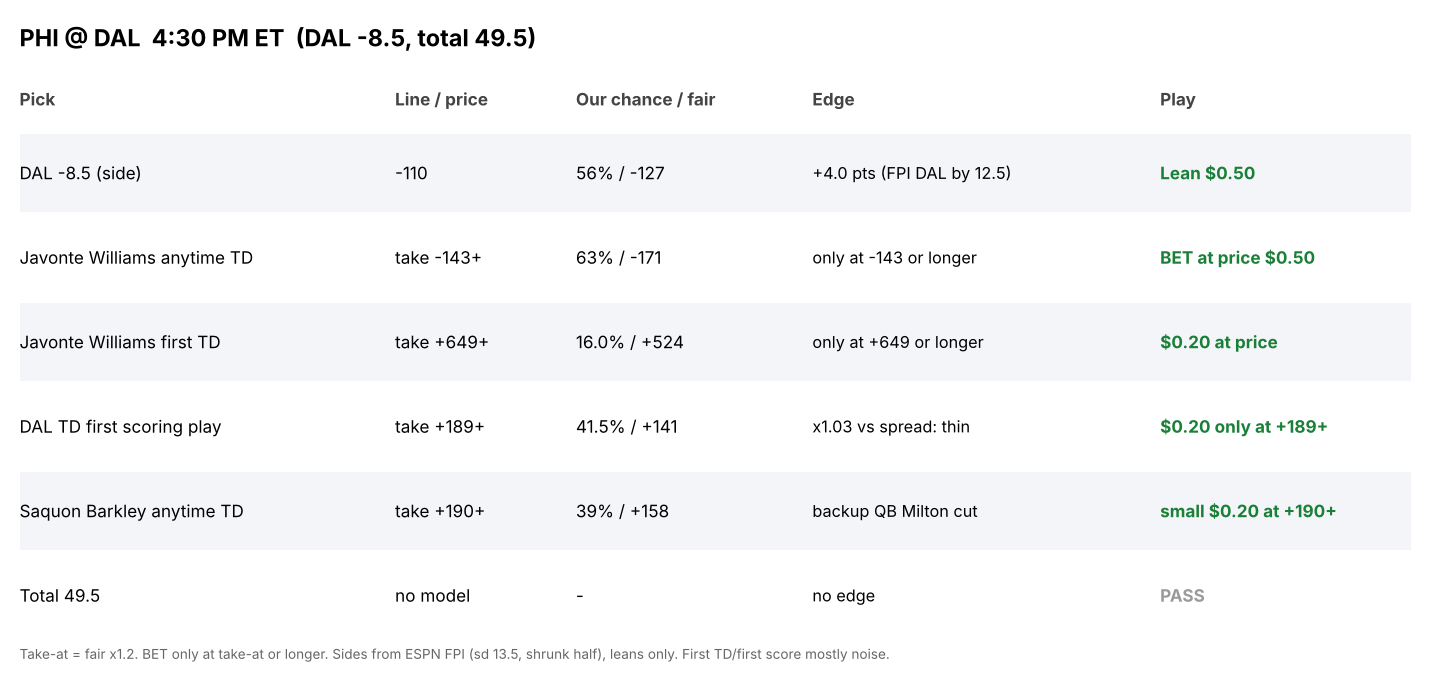 PHI @ DAL 4:30 PM ET (DAL -8.5, total 49.5)
Pick Line / price Our chance / fair Edge Play
DAL -8.5 (side) -110 56% / -127 +4.0 pts (FPI DAL by 12.5) Lean $0.50
Javonte Williams anytime TD take -143+ 63% / -171 only at -143 or longer BET at price $0.50
Javonte Williams first TD take +649+ 16.0% / +524 only at +649 or longer $0.20 at price
DAL TD first scoring play take +189+ 41.5% / +141 x1.03 vs spread: thin $0.20 only at +189+
Saquon Barkley anytime TD take +190+ 39% / +158 backup QB Milton cut small $0.20 at +190+
Total 49.5 no model - no edge PASS
Take-at = fair x1.2. BET only at take-at or longer. Sides from ESPN FPI (sd 13.5, shrunk half), leans only. First TD/first score mostly noise.